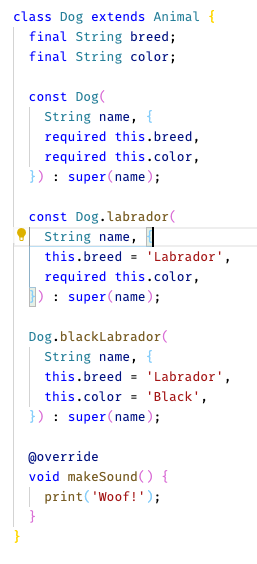 class Dog extends Animal {
  final String breed;
  final String color;

  const Dog(
    String name, {
    required this.breed,
    required this.color,
  }) : super(name);

  const Dog.labrador(
    String name, {
    this.breed = 'Labrador',
    required this.color,
  }) : super(name);

  Dog.blackLabrador(
    String name, {
    this.breed = 'Labrador',
    this.color = 'Black',
  }) : super(name);

  @override
  void makeSound() {
    print('Woof!');
  }
}